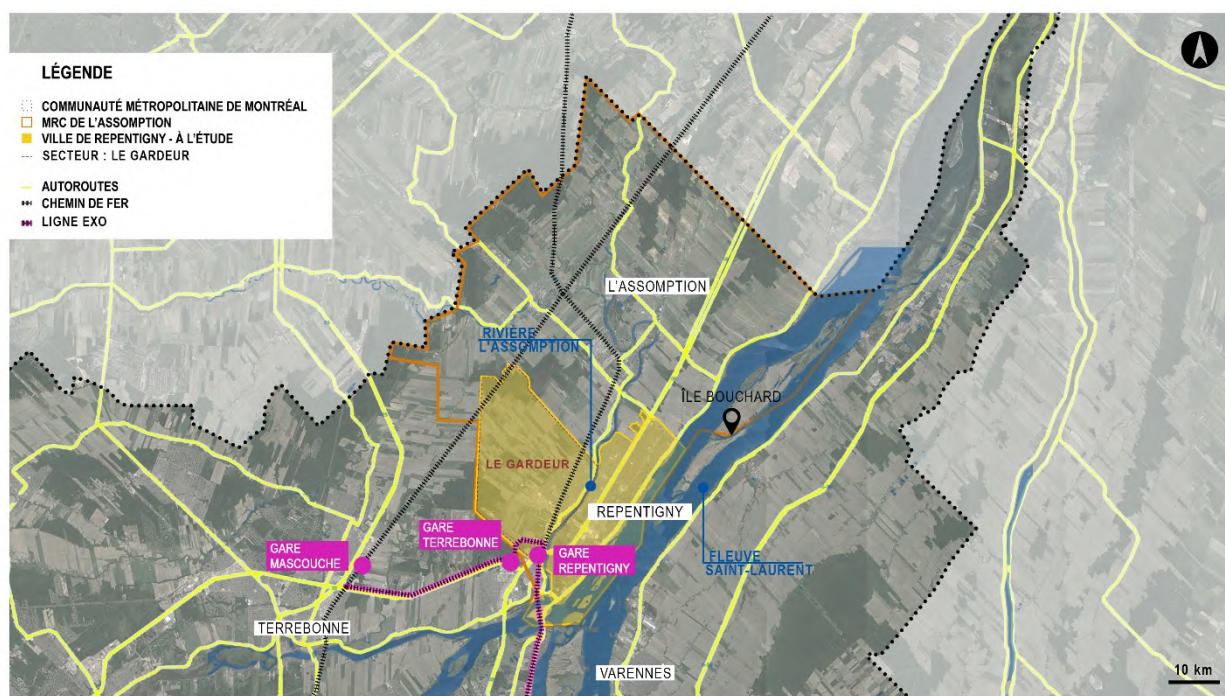 LÉGENDE
COMMUNAUTÉ MÉTROPOLITAINE DE MONTRÉAL
MRC DE L'ASSOMPTION
VILLE DE REPENTIGNY - À L'ÉTUDE
SECTEUR : LE GARDEUR
AUTOROUTES
CHEMIN DE FER
LIGNE EXO
L'ASSOMPTION
RIVIÈRE
L'ASSOMPTION
ÎLE BOUCHARD
LE GARDEUR
REPENTIGNY
GARE
TERREBONNE
GARE
MASCOUCHE
GARE
REPENTIGNY
FLEUVE
SAINT-LAURENT
TERREBONNE
VARENNES
10 km